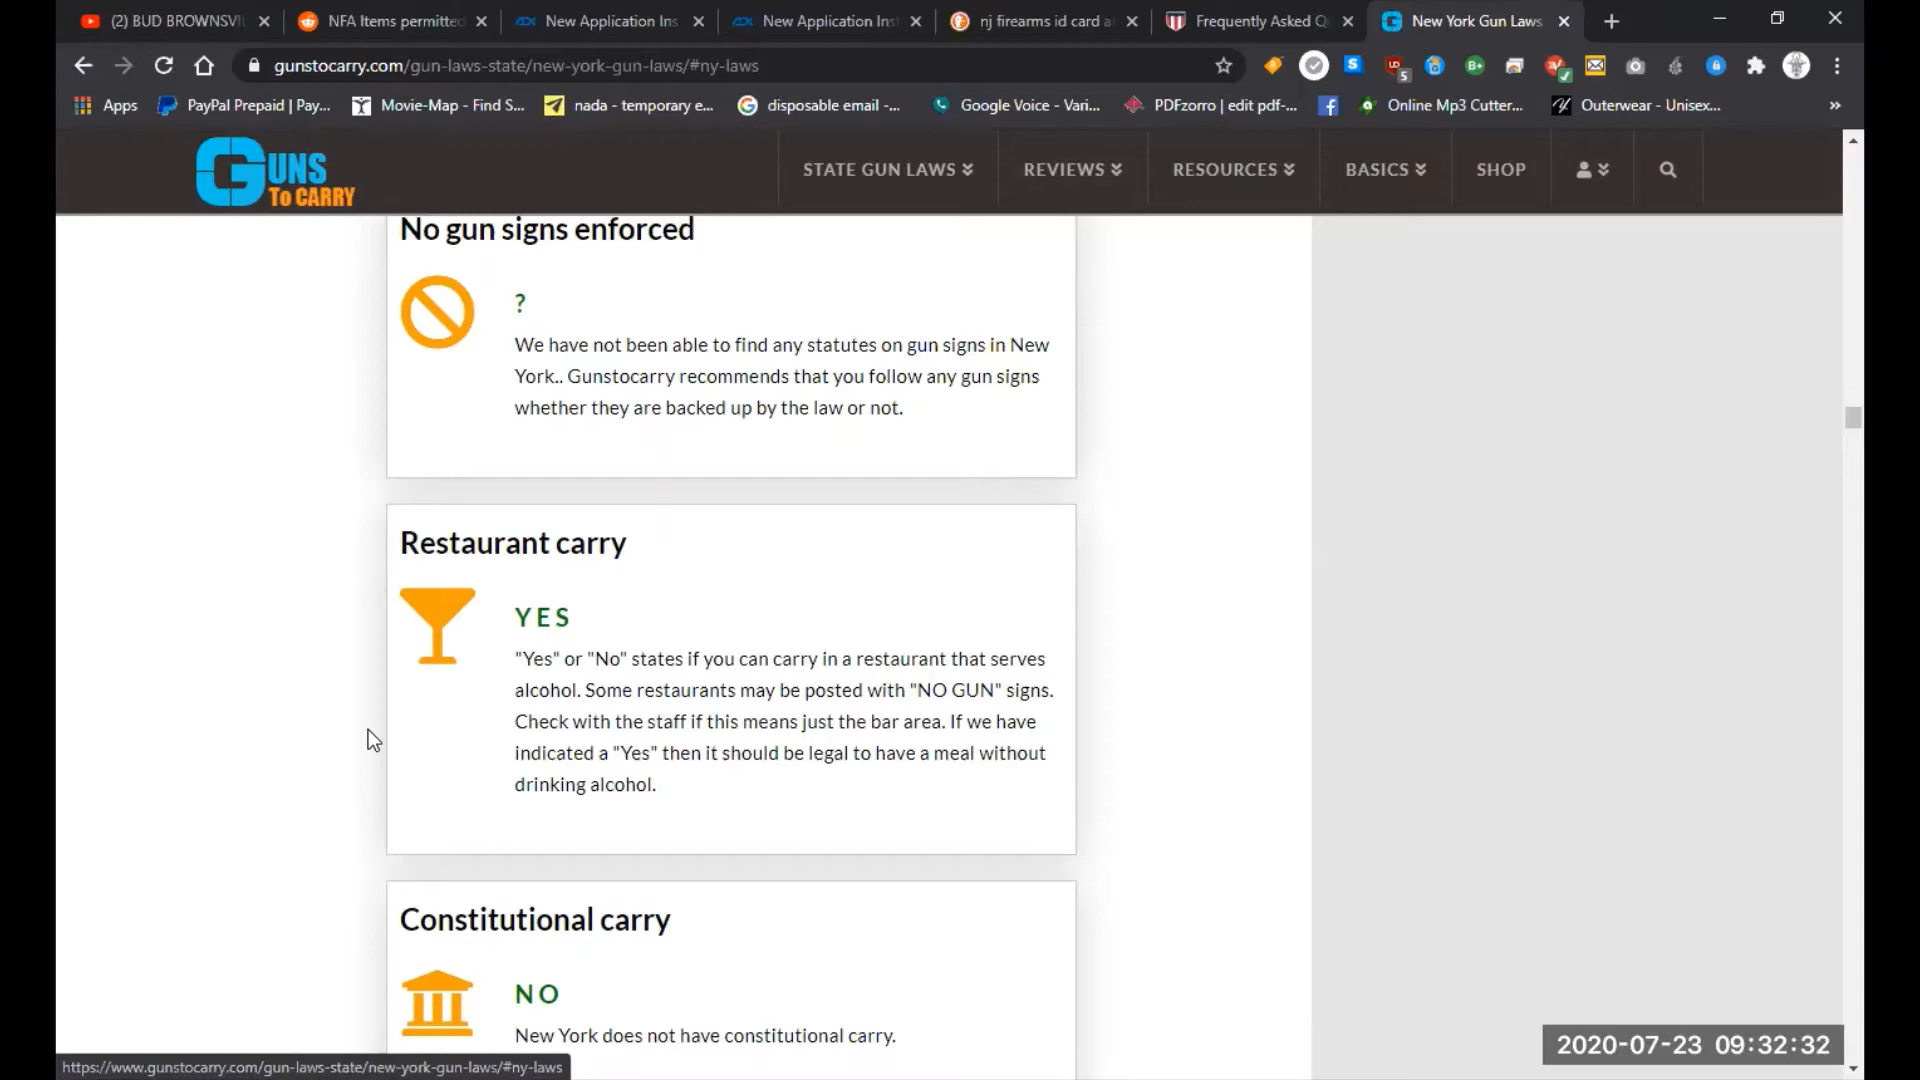 (2) BUD BROWNSVI
NFA Items permitted
New Application Ins
New Application Inst
nj firearms id card a
Frequently Asked Q
New York Gun Laws
gunstocarry.com/gun-laws-state/new-york-gun-laws/#ny-laws
Apps
PayPal Prepaid | Pay...
Movie-Map - Find S...
nada - temporary e...
disposable email -...
Google Voice - Vari...
PDFzorro | edit pdf-...
Online Mp3 Cutter...
Outerwear - Unisex...
GUNS
To CARRY
STATE GUN LAWS
REVIEWS
RESOURCES
BASICS
SHOP
No gun signs enforced
?
We have not been able to find any statutes on gun signs in New
York.. Gunstocarry recommends that you follow any gun signs
whether they are backed up by the law or not.
Restaurant carry
YES
"Yes" or "No" states if you can carry in a restaurant that serves
alcohol. Some restaurants may be posted with "NO GUN" signs.
Check with the staff if this means just the bar area. If we have
indicated a "Yes" then it should be legal to have a meal without
drinking alcohol.
Constitutional carry
NO
New York does not have constitutional carry.
2020-07-23 09:32:32
https://www.gunstocarry.com/gun-laws-state/new-york-gun-laws/#ny-laws